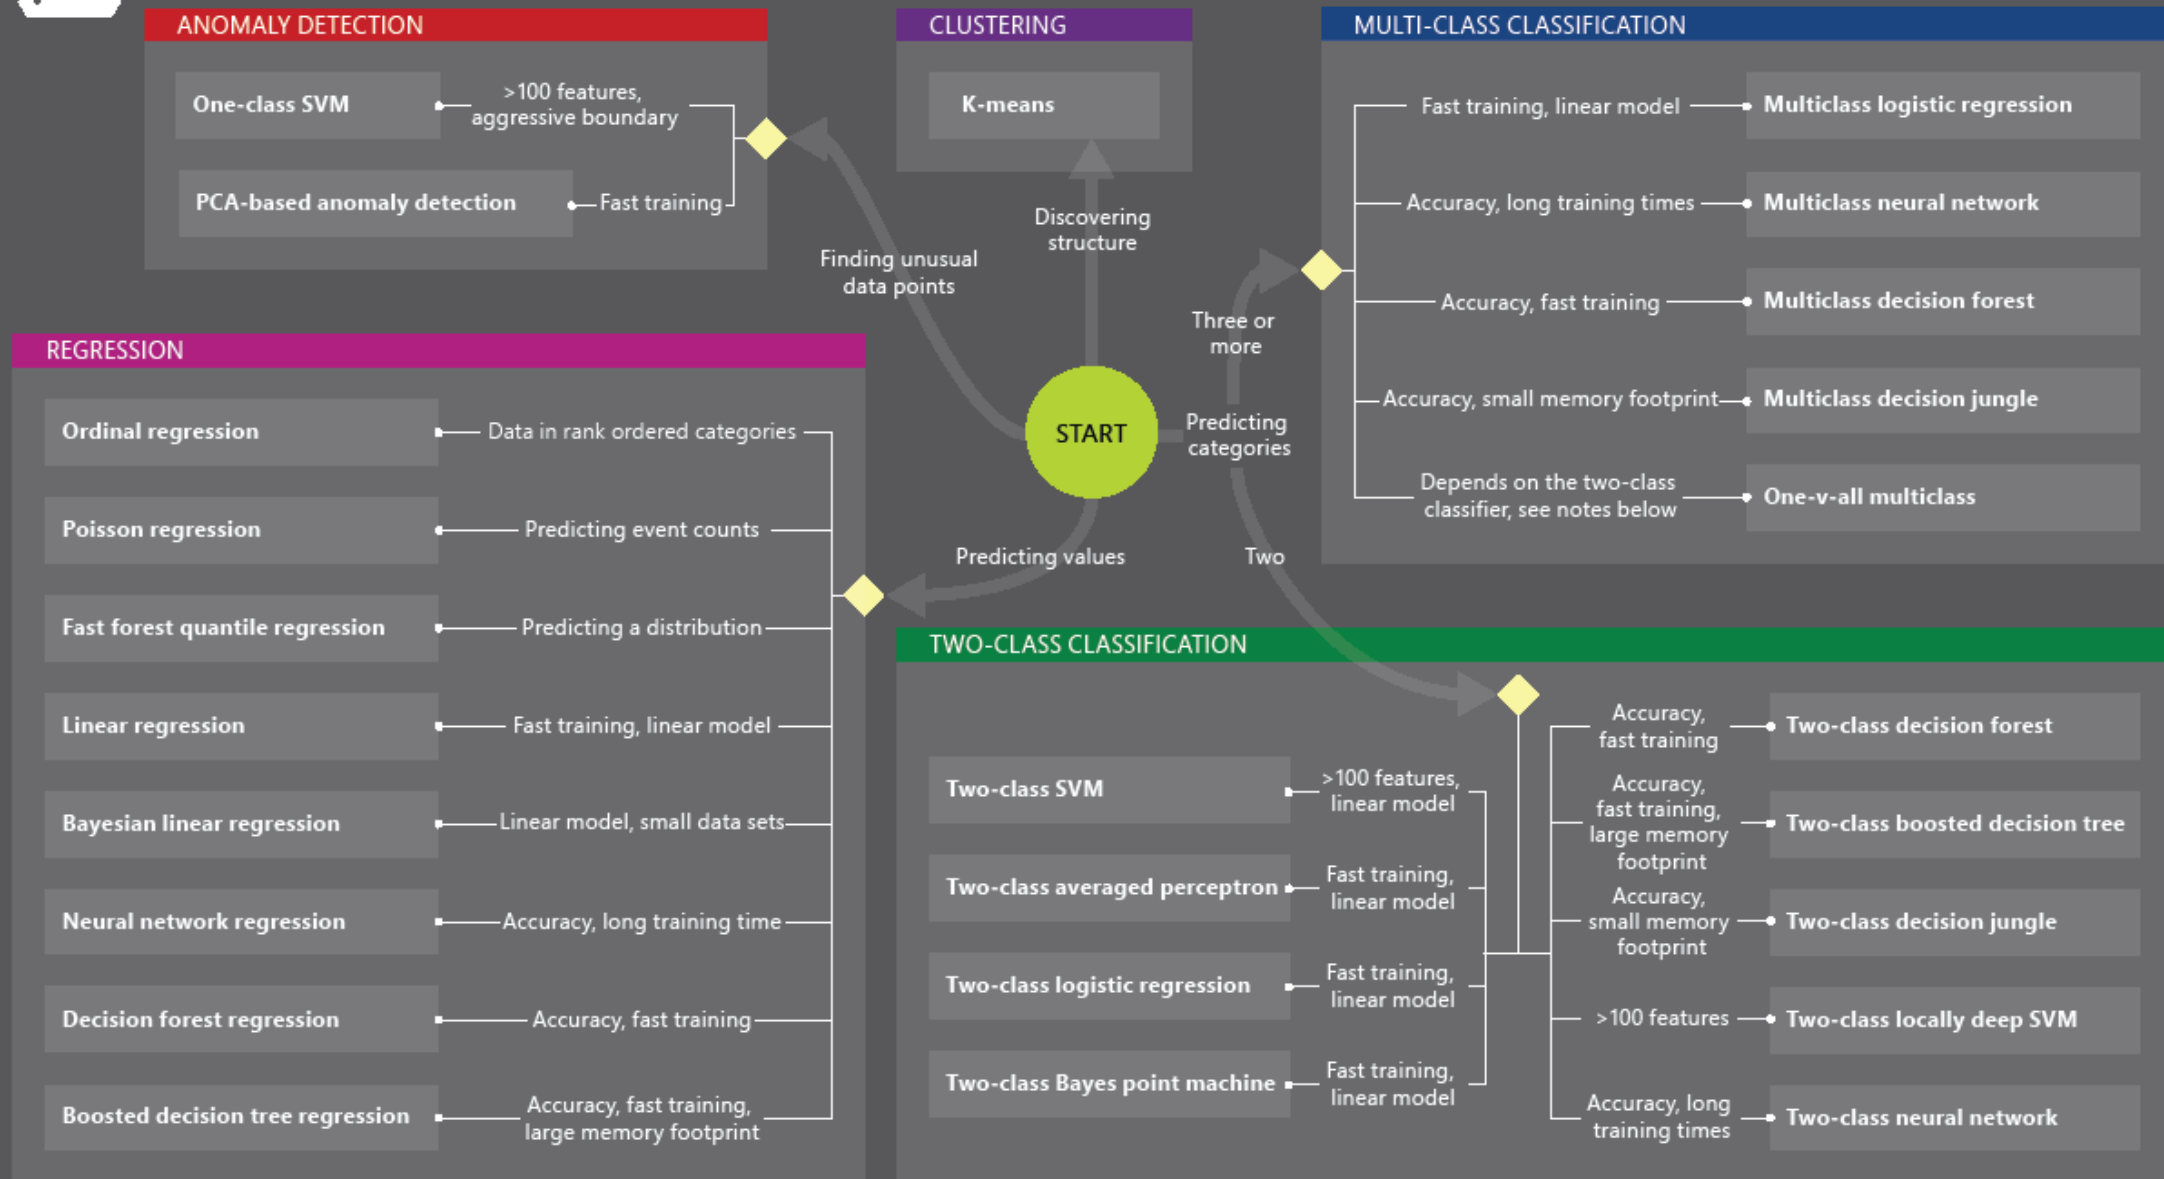 ANOMALY DETECTION
One-class SVM
>100 features,
aggressive boundary
PCA-based anomaly detection
Fast training
CLUSTERING
K-means
MULTI-CLASS CLASSIFICATION
Fast training, linear model
Multiclass logistic regression
Accuracy, long training times
Multiclass neural network
Accuracy, fast training
Multiclass decision forest
Accuracy, small memory footprint
Multiclass decision jungle
Depends on the two-class
classifier, see notes below
One-v-all multiclass
Finding unusual
data points
Discovering
structure
Three or
more
START
Predicting
categories
Predicting values
Two
REGRESSION
Ordinal regression
Data in rank ordered categories
Poisson regression
Predicting event counts
Fast forest quantile regression
Predicting a distribution
Linear regression
Fast training, linear model
Bayesian linear regression
Linear model, small data sets
Neural network regression
Accuracy, long training time
Decision forest regression
Accuracy, fast training
Boosted decision tree regression
Accuracy, fast training,
large memory footprint
TWO-CLASS CLASSIFICATION
Two-class SVM
>100 features,
linear model
Two-class averaged perceptron
Fast training,
linear model
Two-class logistic regression
Fast training,
linear model
Two-class Bayes point machine
Fast training,
linear model
Accuracy,
fast training
Two-class decision forest
Accuracy,
fast training,
large memory
footprint
Two-class boosted decision tree
Accuracy,
small memory
footprint
Two-class decision jungle
>100 features
Two-class locally deep SVM
Accuracy, long
training times
Two-class neural network